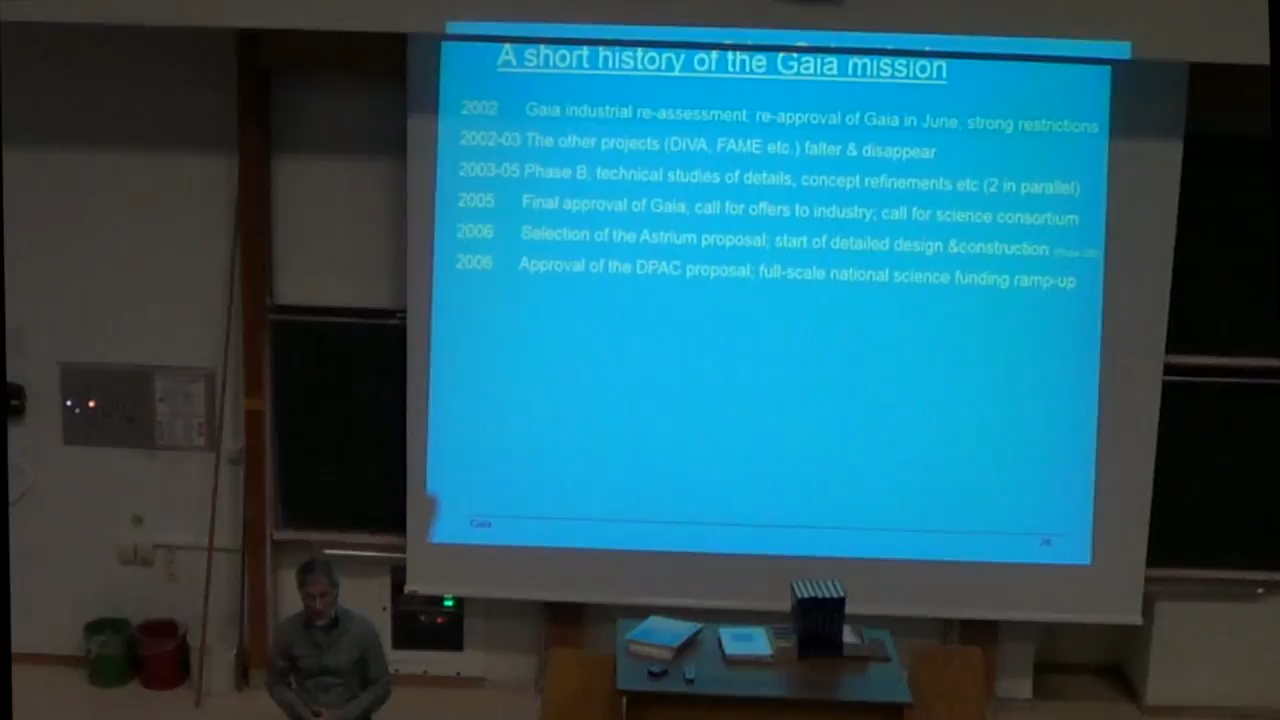 A short history of the Gaia mission
2002 Gaia industrial re-assessment; re-approval of Gaia in June, strong restrictions
2002-03 The other projects (DIVA, FAME etc.) falter & disappear
2003-05 Phase B; technical studies of details, concept refinements etc (2 in parallel)
2005 Final approval of Gaia; call for offers to industry; call for science consortium
2006 Selection of the Astrium proposal; start of detailed design &construction
2006 Approval of the DPAC proposal; full-scale national science funding ramp-up
Gaia